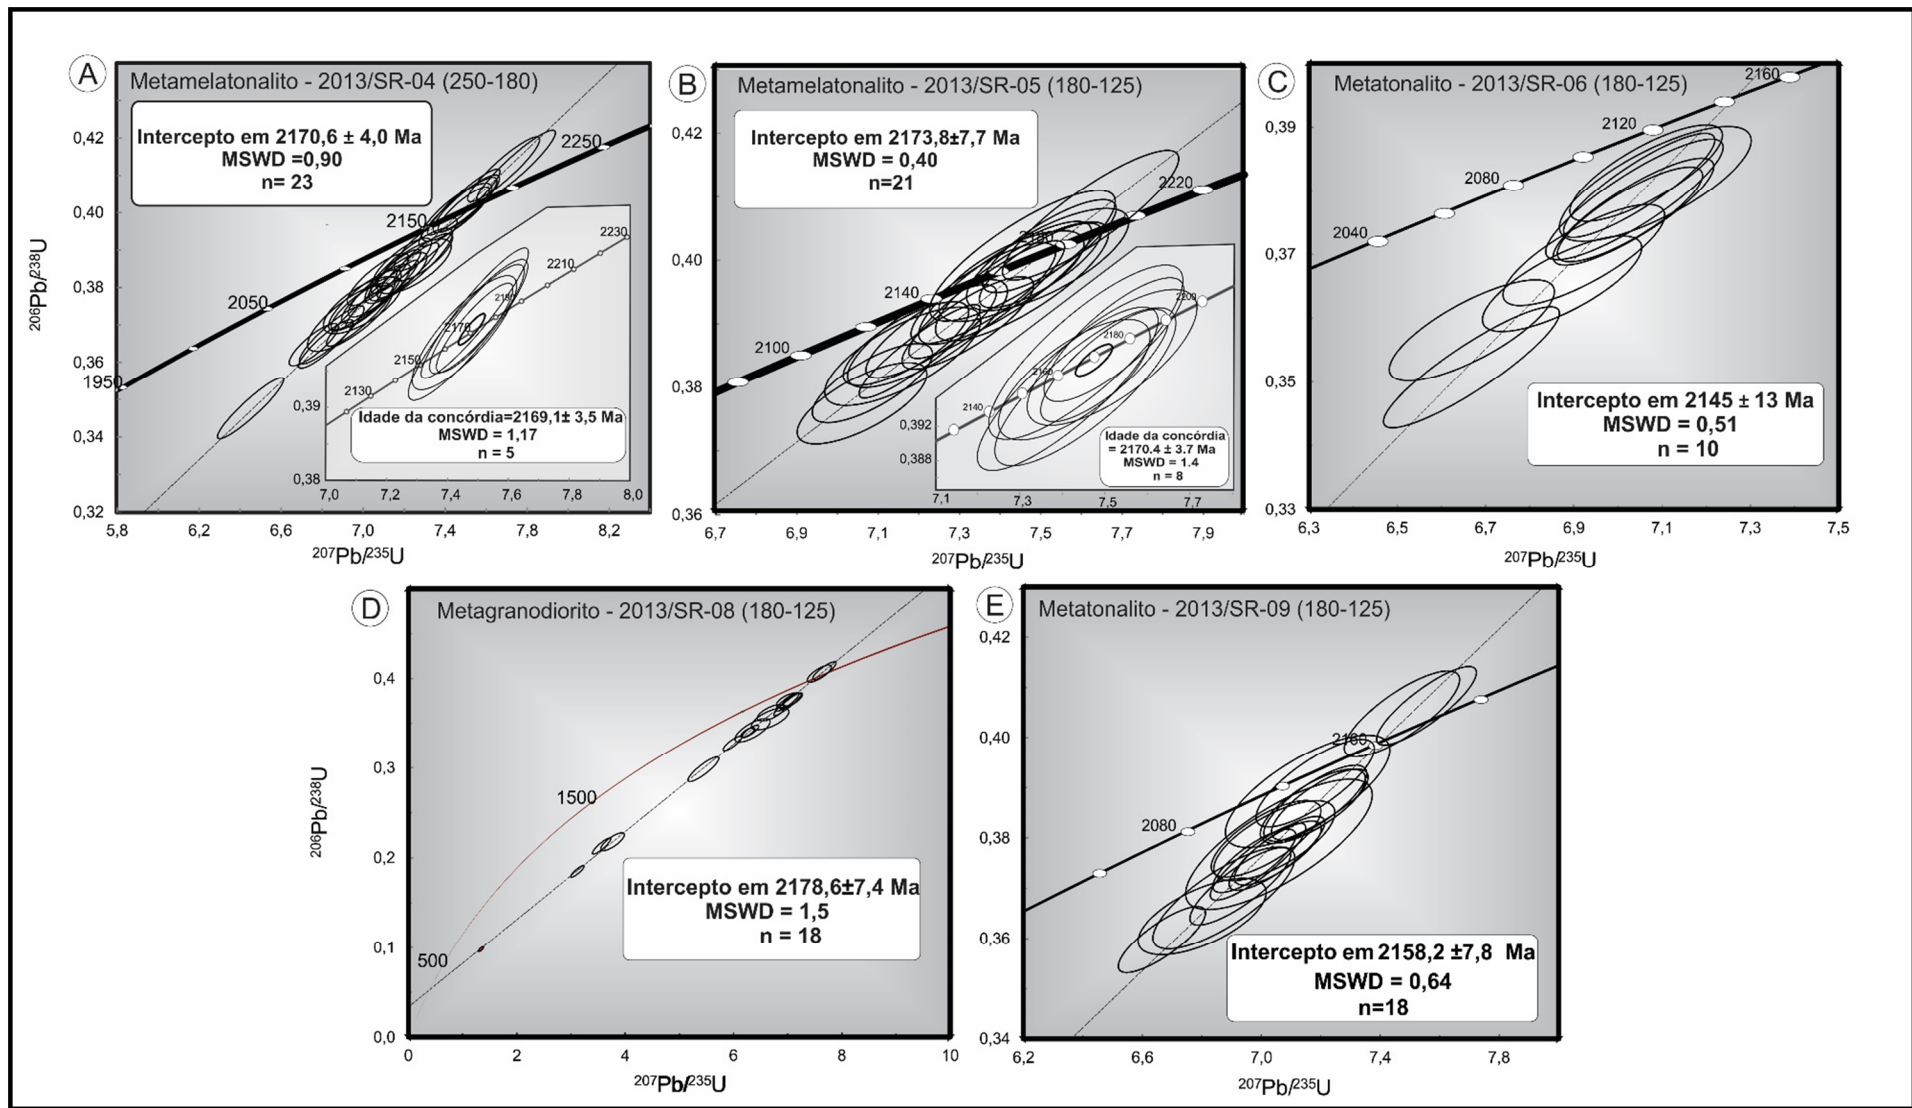 A
Metamelatonalito - 2013/SR-04 (250-180)
Intercepto em 2170,6 ± 4,0 Ma
MSWD =0,90
n= 23
2250
2150
2050
1950
0,42
0,40
0,38
0,36
0,34
0,32
206Pb/238U
5,8
6,2
6,6
7,0
7,4
7,8
8,2
207Pb/235U
2230
2210
2190
2170
2150
2130
0,39
0,38
Idade da concórdia=2169,1± 3,5 Ma
MSWD = 1,17
n = 5
7,0
7,2
7,4
7,6
7,8
8,0
B
Metamelatonalito - 2013/SR-05 (180-125)
Intercepto em 2173,8±7,7 Ma
MSWD = 0,40
n=21
2220
2180
2140
2100
0,42
0,40
0,38
0,36
6,7
6,9
7,1
7,3
7,5
7,7
7,9
207Pb/235U
2200
2180
2160
2140
0,392
0,388
Idade da concórdia
= 2170.4 ± 3.7 Ma
MSWD = 1.4
n = 8
7,1
7,3
7,5
7,7
C
Metatonalito - 2013/SR-06 (180-125)
2160
2120
2080
2040
0,39
0,37
0,35
0,33
Intercepto em 2145 ± 13 Ma
MSWD = 0,51
n = 10
6,3
6,5
6,7
6,9
7,1
7,3
7,5
207Pb/235U
D
Metagranodiorito - 2013/SR-08 (180-125)
0,4
0,3
0,2
0,1
0,0
206Pb/238U
1500
500
Intercepto em 2178,6±7,4 Ma
MSWD = 1,5
n = 18
0
2
4
6
8
10
207Pb/235U
E
Metatonalito - 2013/SR-09 (180-125)
0,42
0,40
0,38
0,36
0,34
2160
2080
Intercepto em 2158,2 ±7,8 Ma
MSWD = 0,64
n=18
6,2
6,6
7,0
7,4
7,8
207Pb/235U